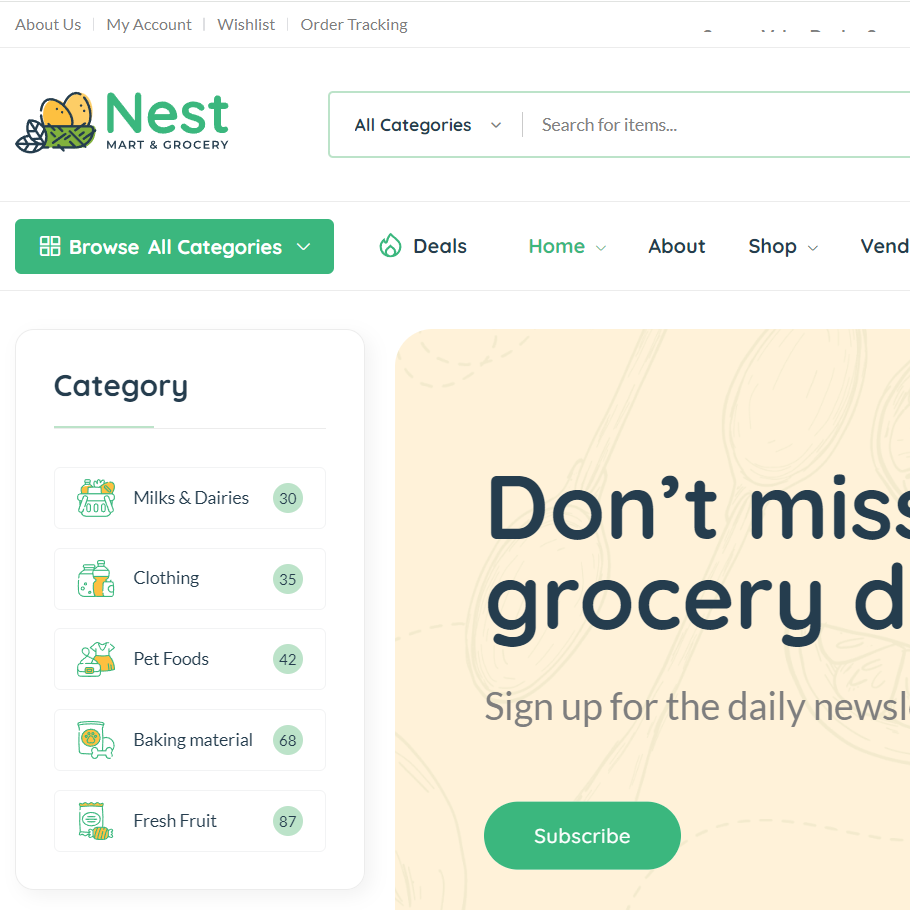 About Us My Account Wishlist Order Tracking
Nest
MART & GROCERY
All Categories Search for items...
Browse All Categories Deals Home About Shop Vend
Category
Milks & Dairies 30
Clothing 35
Pet Foods 42
Baking material 68
Fresh Fruit 87
Don’t miss
grocery d
Sign up for the daily newsl
Subscribe